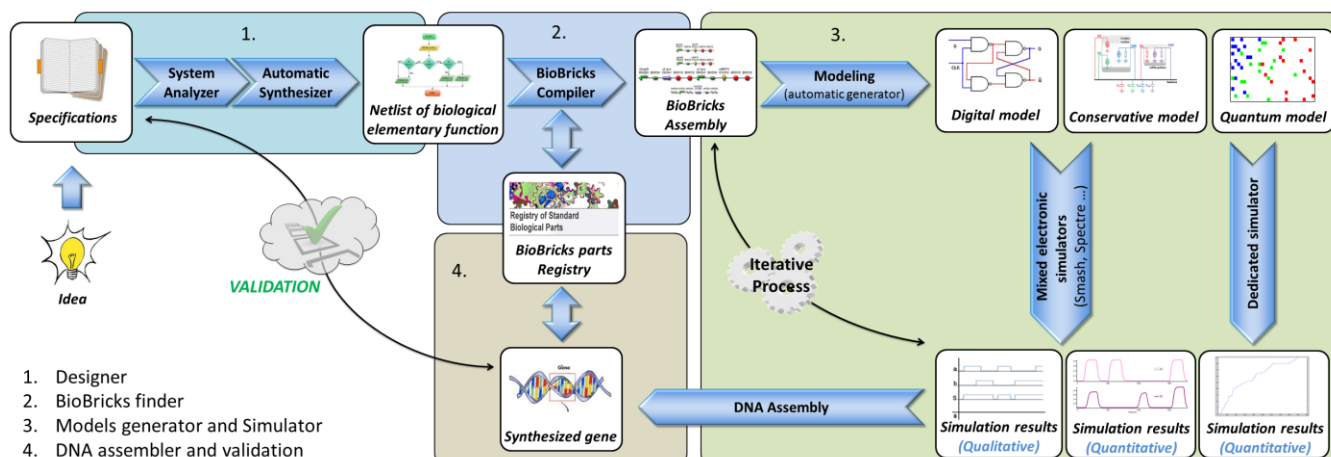 1.
2.
3.
System
Analyzer
Automatic
Synthesizer
BioBricks
Compiler
Modeling
(automatic generator)
Specifications
Netlist of biological
elementary function
BioBricks
Assembly
Digital model
Conservative model
Quantum model
CLK
Registry of Standard
Biological Parts
BioBricks parts
Registry
Idea
VALIDATION
4.
Iterative
Process
Mixed electronic
simulators
(Smash, Spectre ...)
Dedicated simulator
Gene
Synthesized gene
DNA Assembly
a
b
S
a
Simulation results
(Qualitative)
Simulation results
(Quantitative)
Simulation results
(Quantitative)
1. Designer
2. BioBricks finder
3. Models generator and Simulator
4. DNA assembler and validation